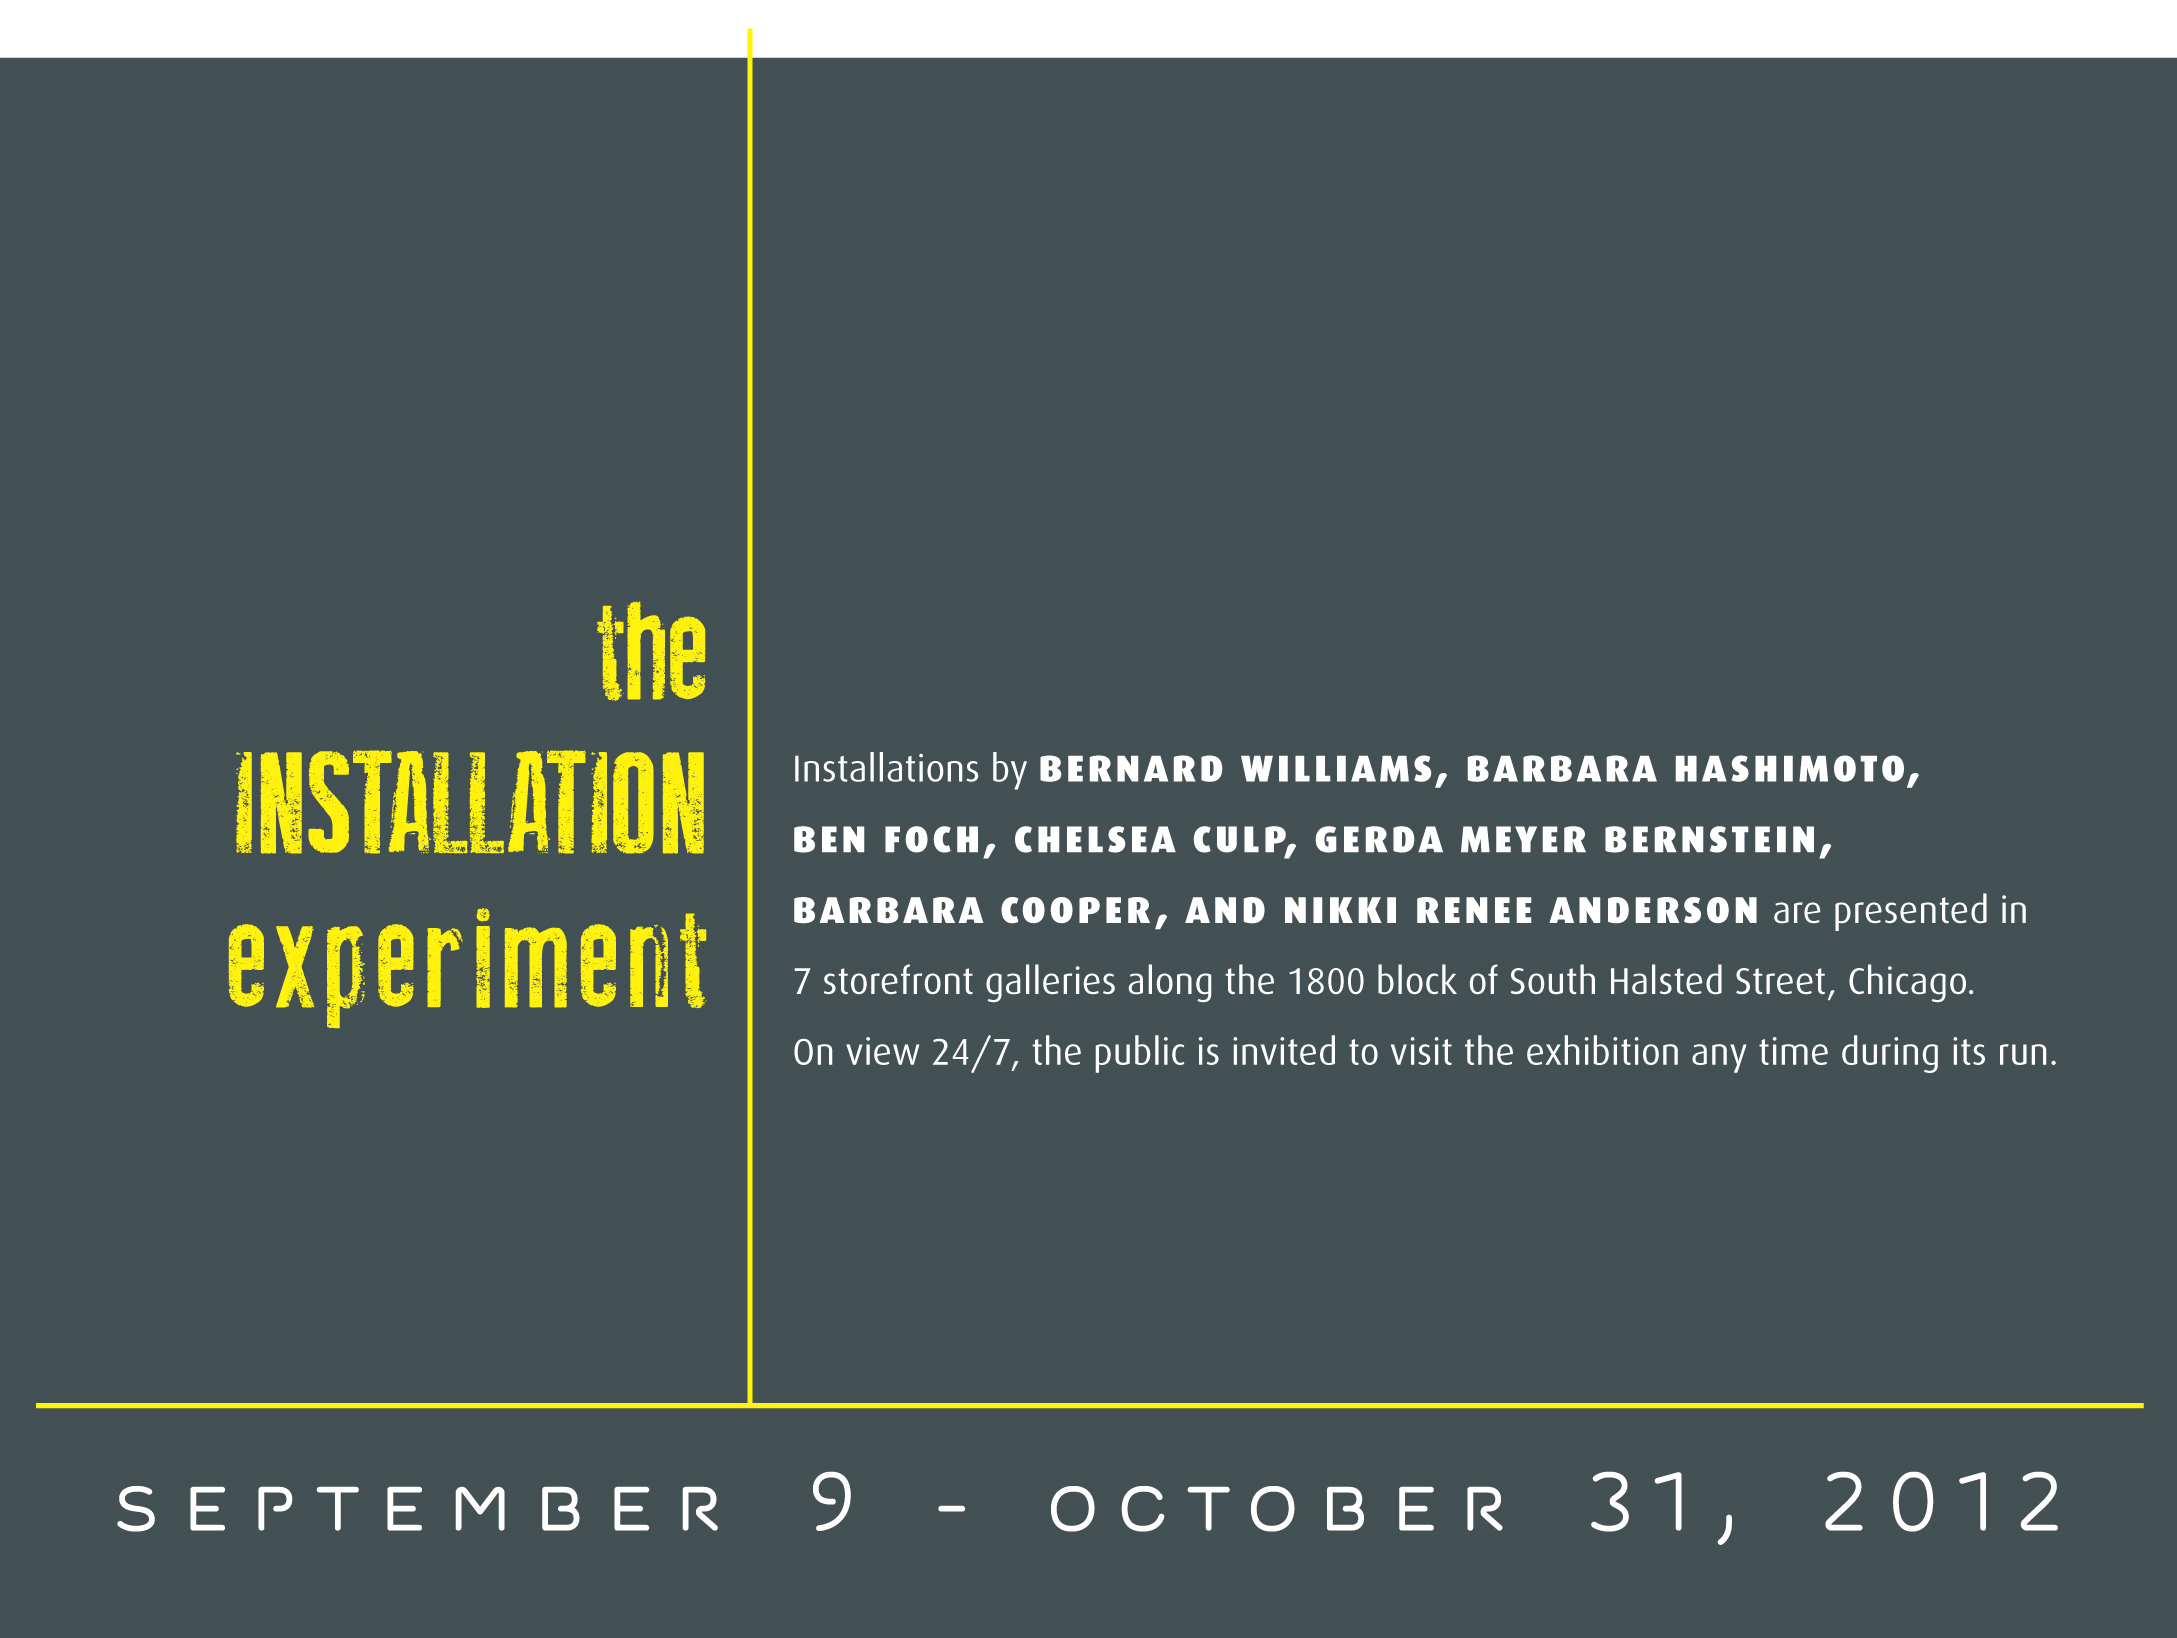 the
INSTALLATION
experiment
Installations by BERNARD WILLIAMS, BARBARA HASHIMOTO,
BEN FOCH, CHELSEA CULP, GERDA MEYER BERNSTEIN,
BARBARA COOPER, AND NIKKI RENEE ANDERSON are presented in
7 storefront galleries along the 1800 block of South Halsted Street, Chicago.
On view 24/7, the public is invited to visit the exhibition any time during its run.
SEPTEMBER 9 - OCTOBER 31, 2012